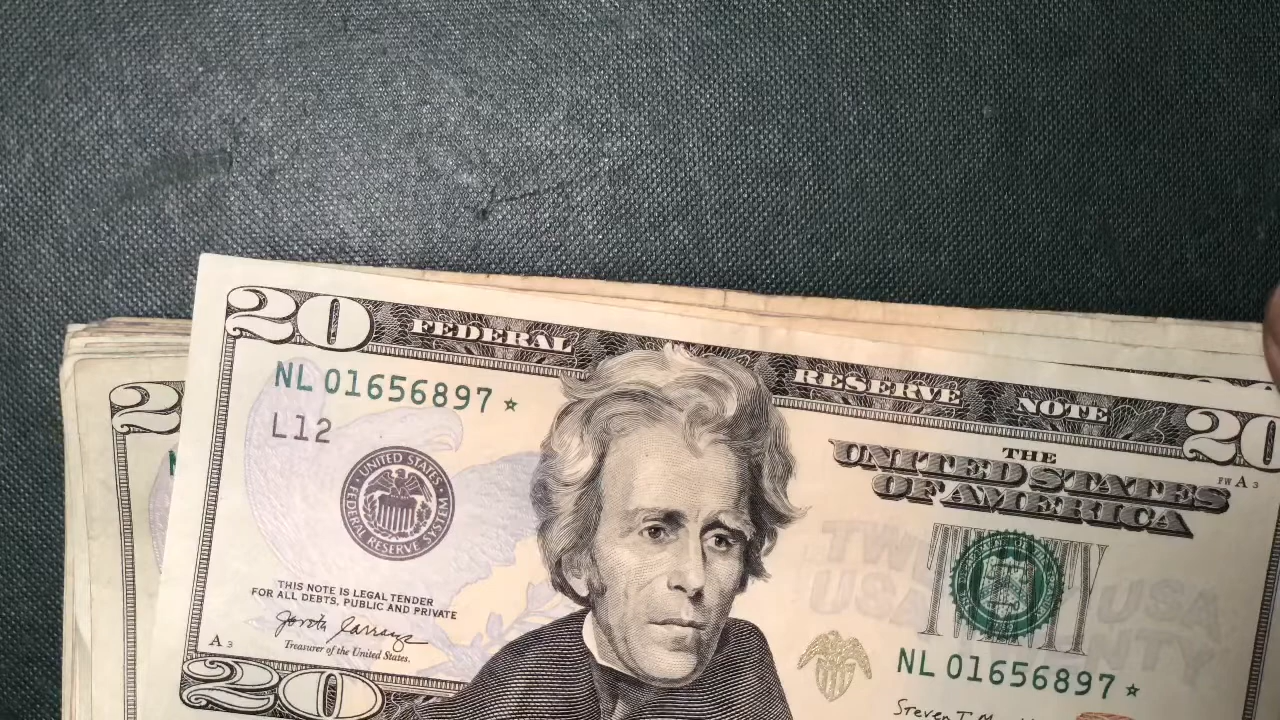 20 FEDERAL RESERVE NOTE 20
NL 01656897 ★
L12
THE
UNITED STATES
OF AMERICA
FW A 3
UNITED STATES FEDERAL RESERVE SYSTEM
THIS NOTE IS LEGAL TENDER
FOR ALL DEBTS, PUBLIC AND PRIVATE
Treasurer of the United States.
A 3
NL 01656897 ★
Steven T.
20
2